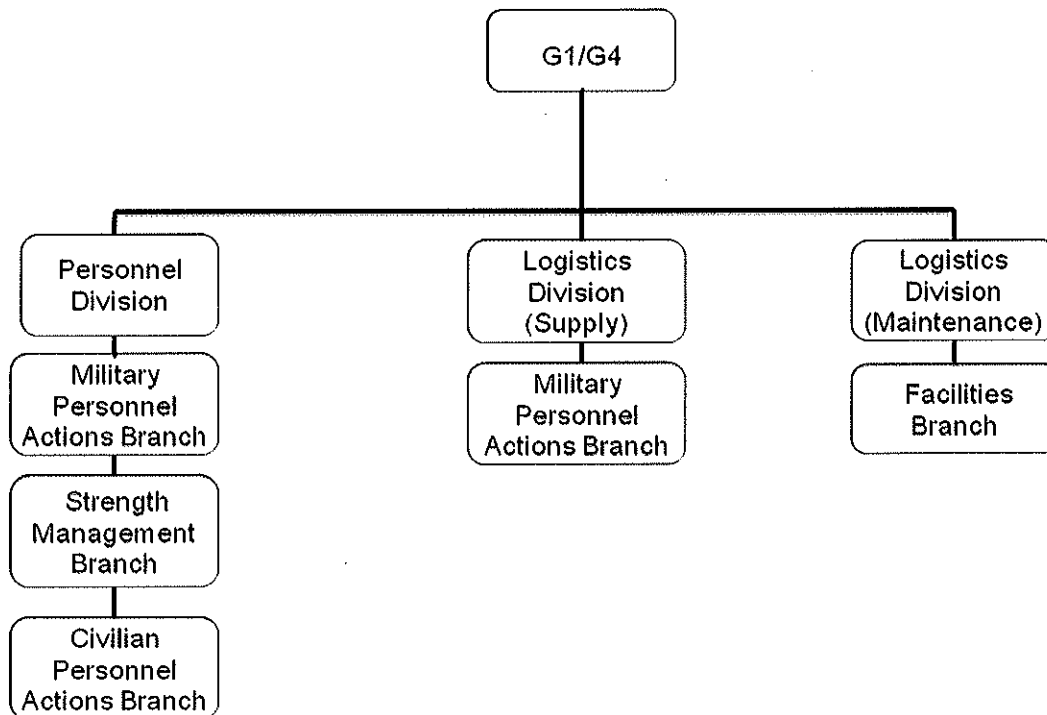 G1/G4
Personnel
Division
Military
Personnel
Actions Branch
Strength
Management
Branch
Civilian
Personnel
Actions Branch
Logistics
Division
(Supply)
Military
Personnel
Actions Branch
Logistics
Division
(Maintenance)
Facilities
Branch